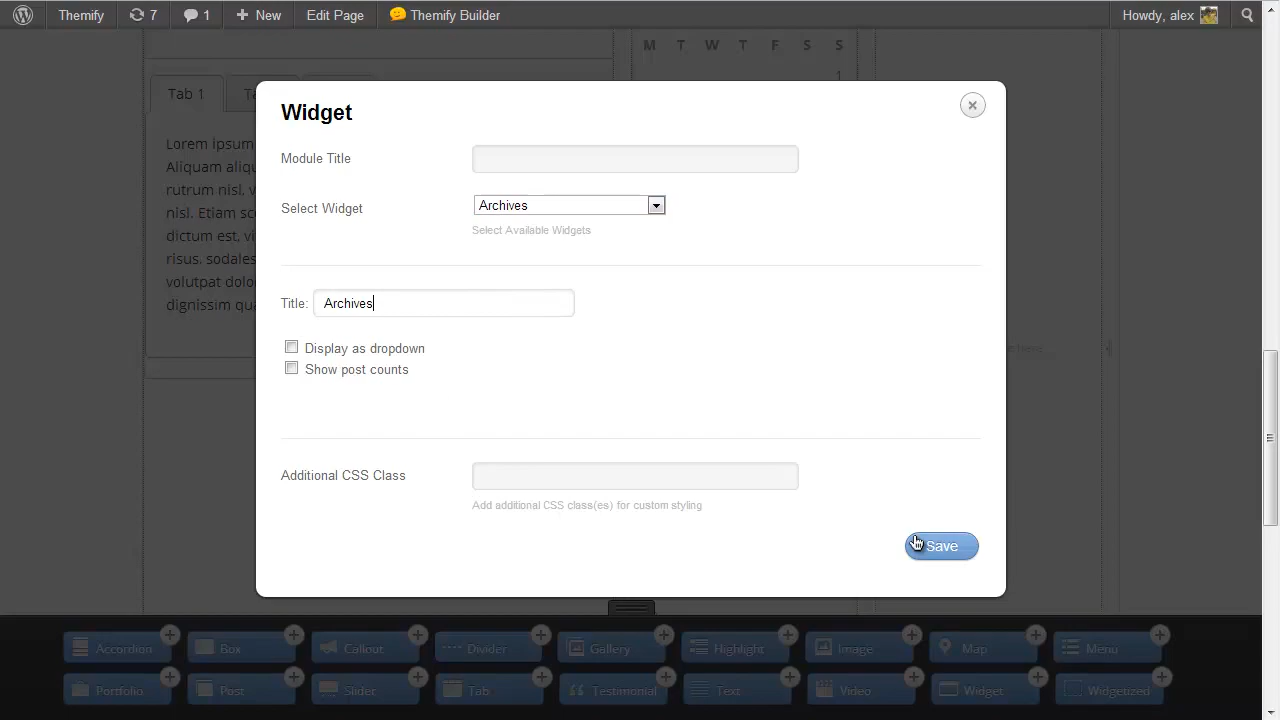 Themify 7 1 New Edit Page Themify Builder Howdy, alex
M T W T F S S
1
Tab 1
Lorem ipsum
rutrum nisl, v
nisl. Etiam sc
dictum est, vi
risus, sodales
volutpat dolo
dignissim qua
Widget
Module Title
Select Widget Archives
Select Available Widgets
Title: Archives
Display as dropdown
Show post counts
Additional CSS Class
Add additional CSS class(es) for custom styling
Save
Accordion Box Callout Divider Gallery Highlight Image Map Menu
Portfolio Post Slider Tab Testimonial Text Video Widget Widgetized